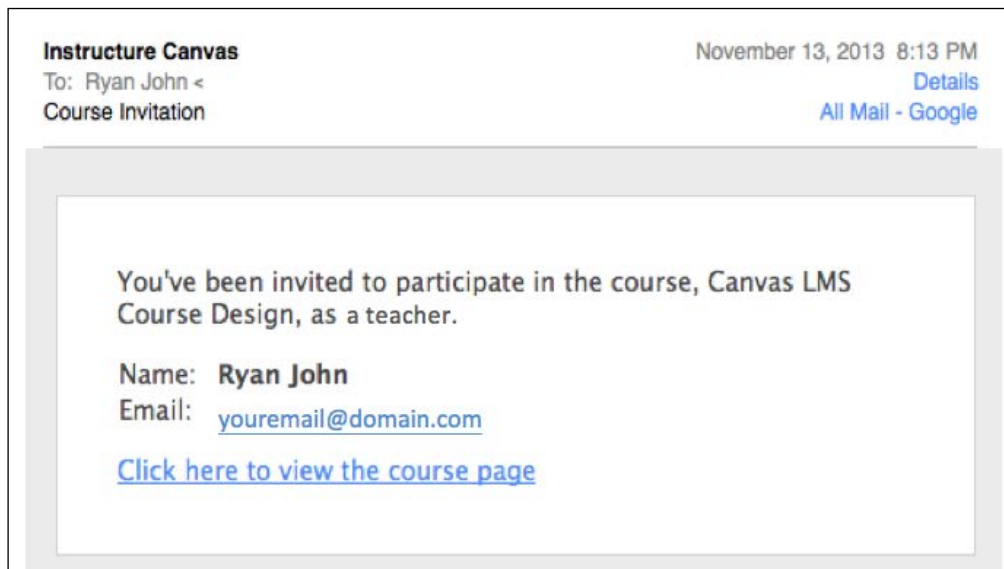 Instructure Canvas November 13, 2013 8:13 PM
To: Ryan John < Details
Course Invitation All Mail - Google
You've been invited to participate in the course, Canvas LMS
Course Design, as a teacher.
Name: Ryan John
Email: youremail@domain.com
Click here to view the course page